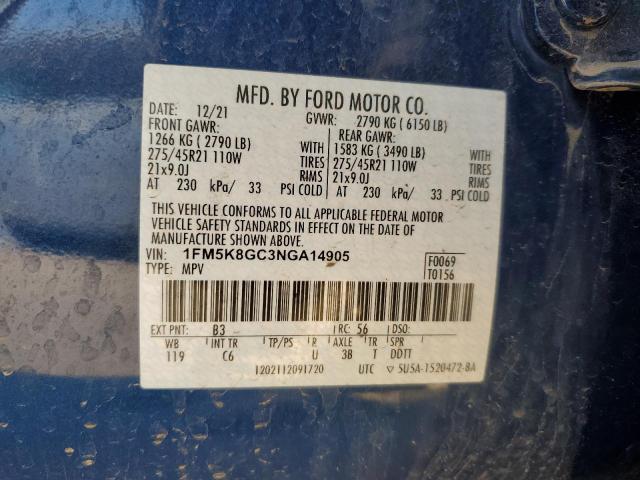 MFD. BY FORD MOTOR CO.
DATE: 12/21 GVWR: 2790 KG ( 6150 LB)
FRONT GAWR: REAR GAWR:
1266 KG ( 2790 LB) WITH 1583 KG ( 3490 LB) WITH
275/45R21 110W TIRES 275/45R21 110W TIRES
21x9.0J RIMS 21x9.0J RIMS
AT 230 kPa/ 33 PSI COLD AT 230 kPa/ 33 PSI COLD
THIS VEHICLE CONFORMS TO ALL APPLICABLE FEDERAL MOTOR
VEHICLE SAFETY STANDARDS IN EFFECT ON THE DATE OF
MANUFACTURE SHOWN ABOVE.
VIN: 1FM5K8GC3NGA14905 F0069
TYPE: MPV T0156
EXT PNT: B3 RC: 56 DSO:
WB INT TR TP/PS R AXLE TR SPR
119 C6 U 3B T DDTT
1202112091720 UTC 5U5A-1520472-BA